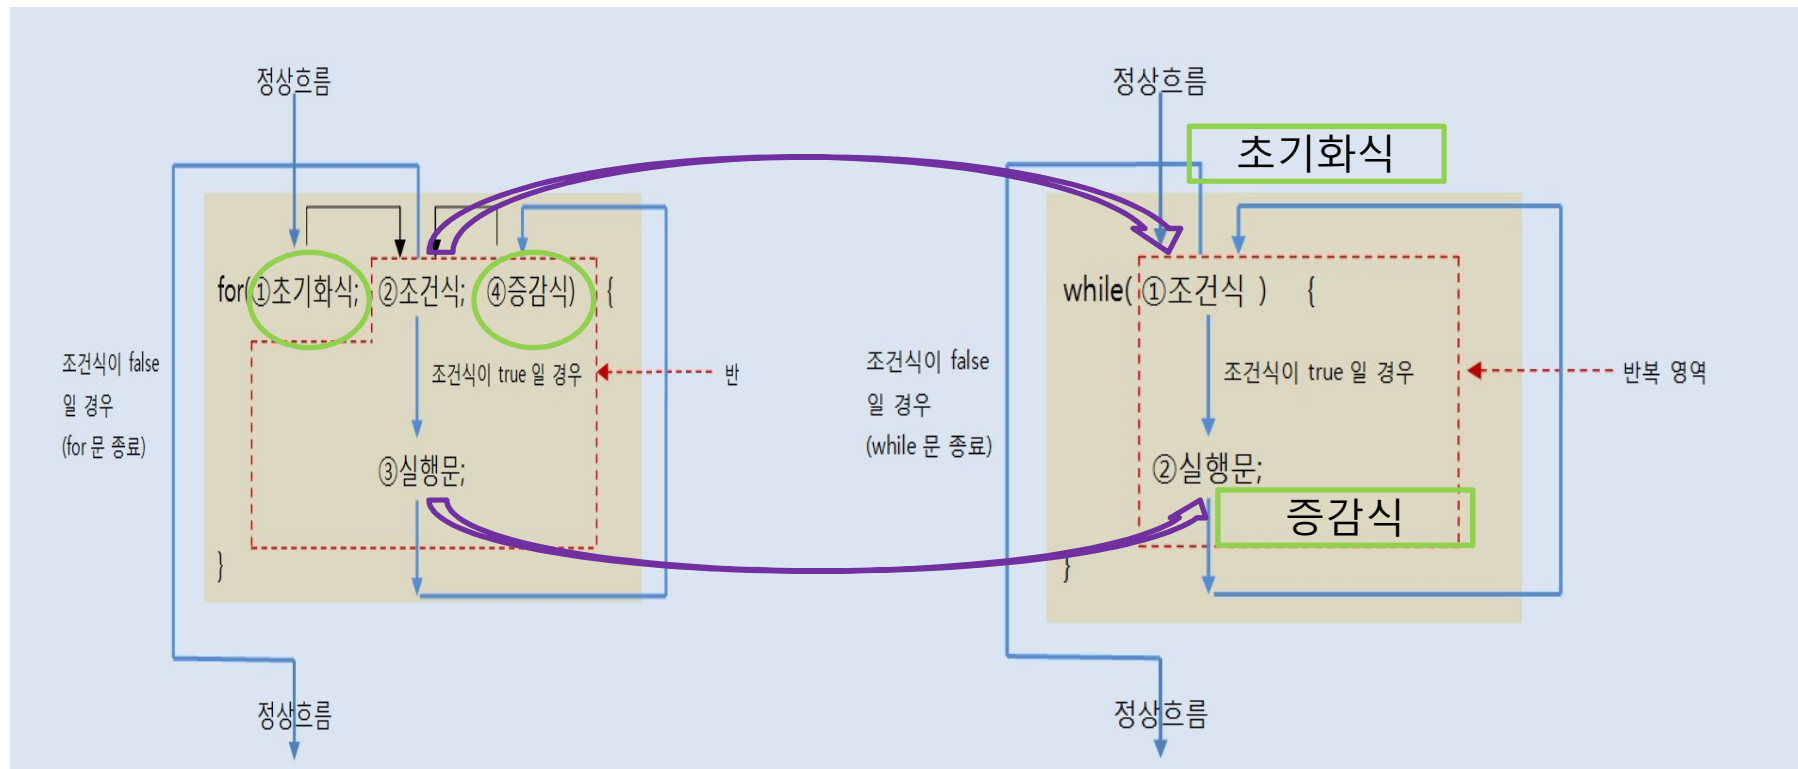 정상흐름
for(①초기화식; ②조건식; ④증감식) {
조건식이 false
일 경우
(for 문 종료)
조건식이 true 일 경우
반
③실행문;
}
정상흐름
정상흐름
초기화식
while( ①조건식 ) {
조건식이 false
일 경우
(while 문 종료)
조건식이 true 일 경우
반복 영역
②실행문;
증감식
}
정상흐름